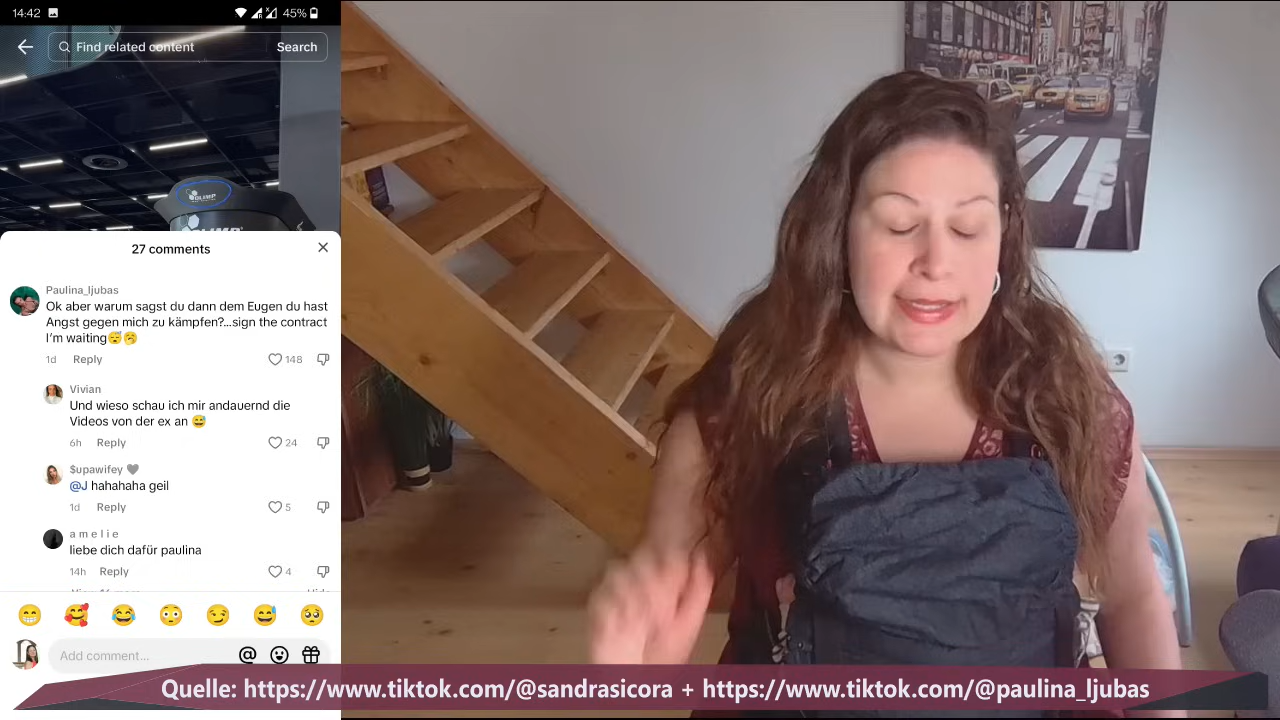 14:42
45%
Find related content
Search
OLIMP
27 comments
Paulina_ljubas
Ok aber warum sagst du dann dem Eugen du hast
Angst gegen mich zu kämpfen?...sign the contract
I'm waiting😴🥱
1d Reply 148
Vivian
Und wieso schau ich mir andauernd die
Videos von der ex an 😅
6h Reply 24
$upawifey 🩶
@J hahahaha geil
1d Reply 5
a m e l i e
liebe dich dafür paulina
14h Reply 4
Add comment...
Quelle: https://www.tiktok.com/@sandrasicora + https://www.tiktok.com/@paulina_ljubas